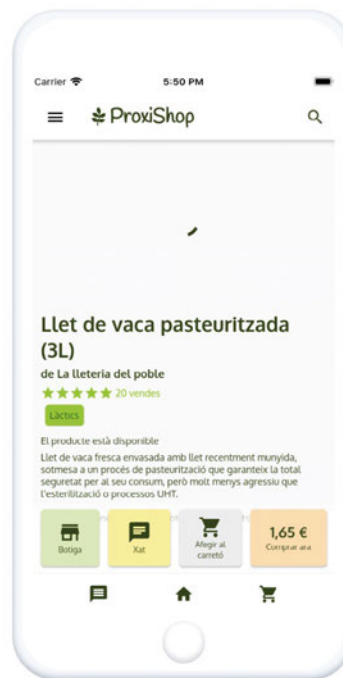 Carrier 5:50 PM
ProxiShop
Llet de vaca pasteuritzada
(3L)
de La lleteria del poble
20 vendes
Làctics
El producte està disponible
Llet de vaca fresca envasada amb llet recentment munyida,
sotmesa a un procés de pasteurització que garanteix la total
seguretat per al seu consum, però molt menys agressiu que
l'esterilització o processos UHT.
Botiga
Xat
Afegir al
carretó
1,65 €
Comprar ara